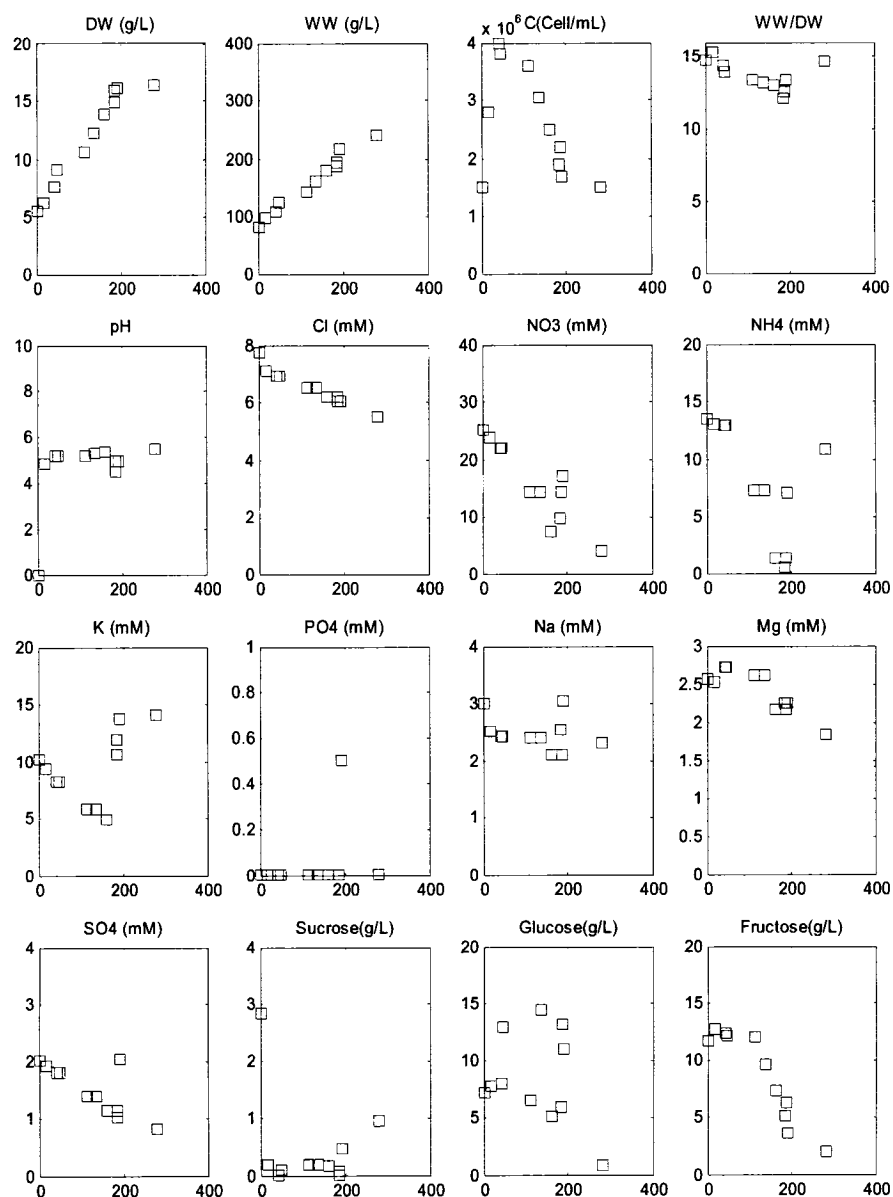 DW (g/L) WW (g/L) × 10⁶ C(Cell/mL) WW/DW
20 400 4 15
15 300 3 10
10 200 2 5
5 100 1
0 0 0 0
0 200 400 0 200 400 0 200 400 0 200 400
pH Cl (mM) NO3 (mM) NH4 (mM)
10 8 40 20
8 6 30 15
6 4 20 10
4 2 10 5
2
0 0 0 0
0 200 400 0 200 400 0 200 400 0 200 400
K (mM) PO4 (mM) Na (mM) Mg (mM)
20 1 4 3
15 0.8 3 2.5
10 0.6 2 2
5 0.4 1 1.5
0.2 1
0.5
0 0 0 0
0 200 400 0 200 400 0 200 400 0 200 400
SO4 (mM) Sucrose(g/L) Glucose(g/L) Fructose(g/L)
4 4 20 20
3 3 15 15
2 2 10 10
1 1 5 5
0 0 0 0
0 200 400 0 200 400 0 200 400 0 200 400